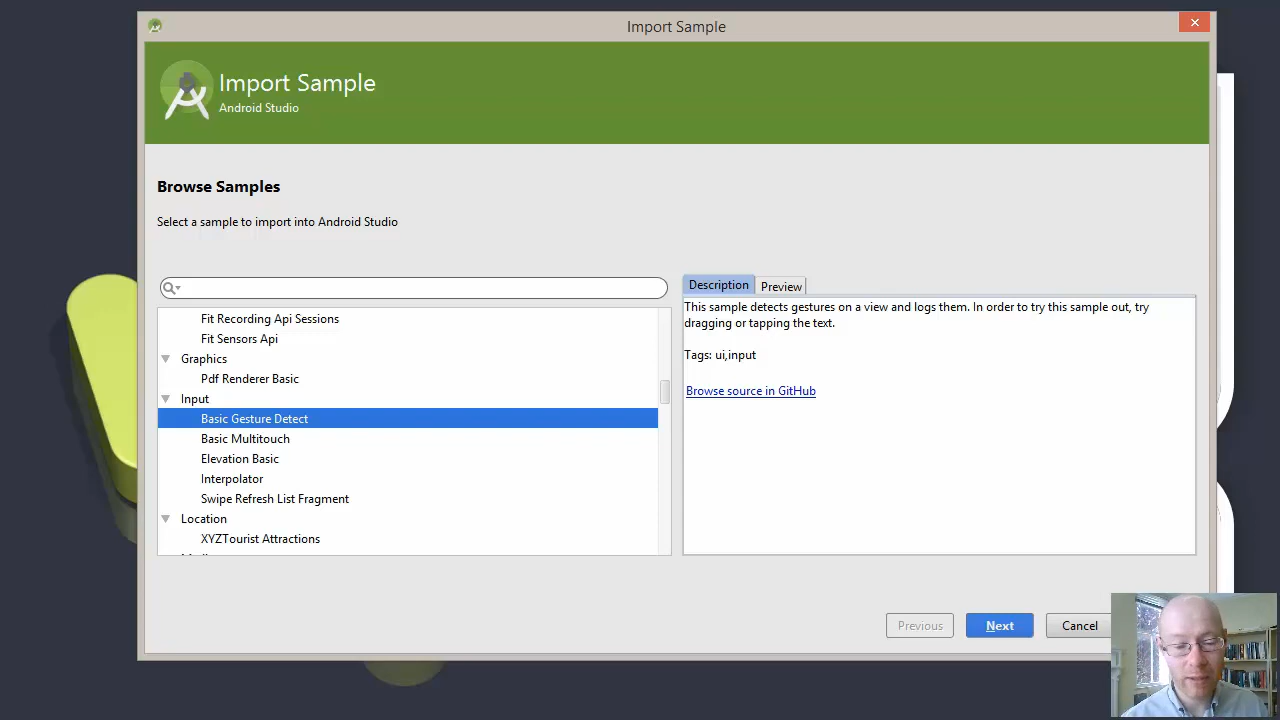 Import Sample
Import Sample
Android Studio
Browse Samples
Select a sample to import into Android Studio
Fit Recording Api Sessions
Fit Sensors Api
Graphics
Pdf Renderer Basic
Input
Basic Gesture Detect
Basic Multitouch
Elevation Basic
Interpolator
Swipe Refresh List Fragment
Location
XYZTourist Attractions
Description
Preview
This sample detects gestures on a view and logs them. In order to try this sample out, try
dragging or tapping the text.
Tags: ui,input
Browse source in GitHub
Previous
Next
Cancel